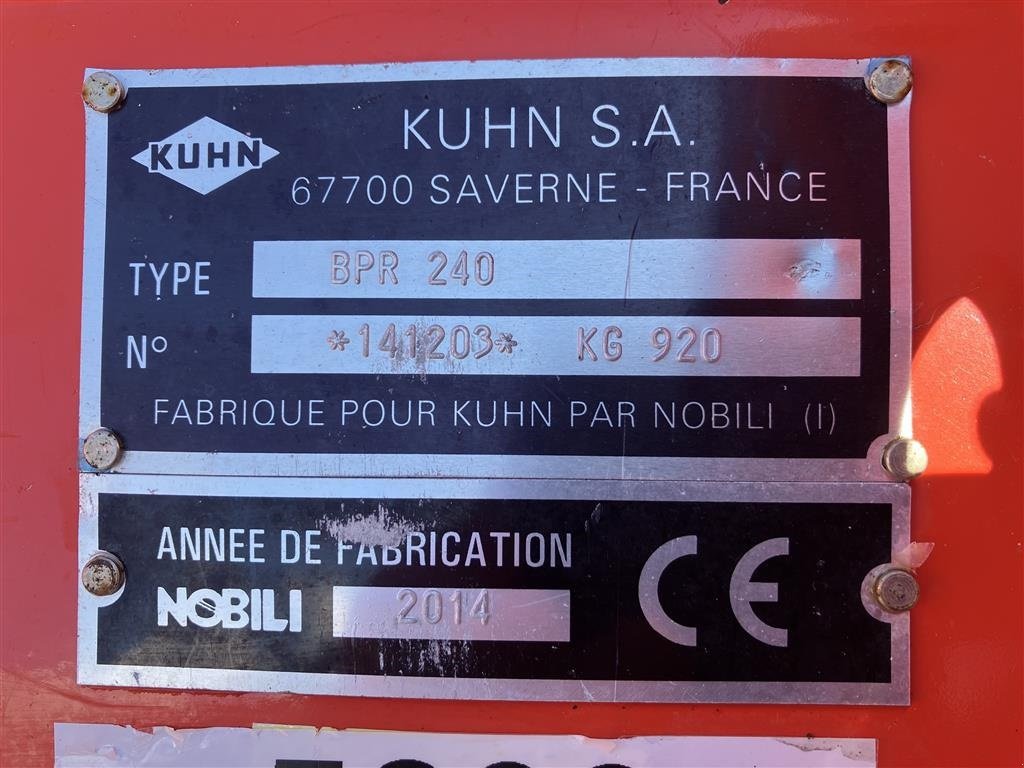 KUHN
KUHN S.A.
67700 SAVERNE - FRANCE
TYPE BPR 240
N° *141203* KG 920
FABRIQUE POUR KUHN PAR NOBILI (I)
ANNEE DE FABRICATION
NOBILI 2014
CE